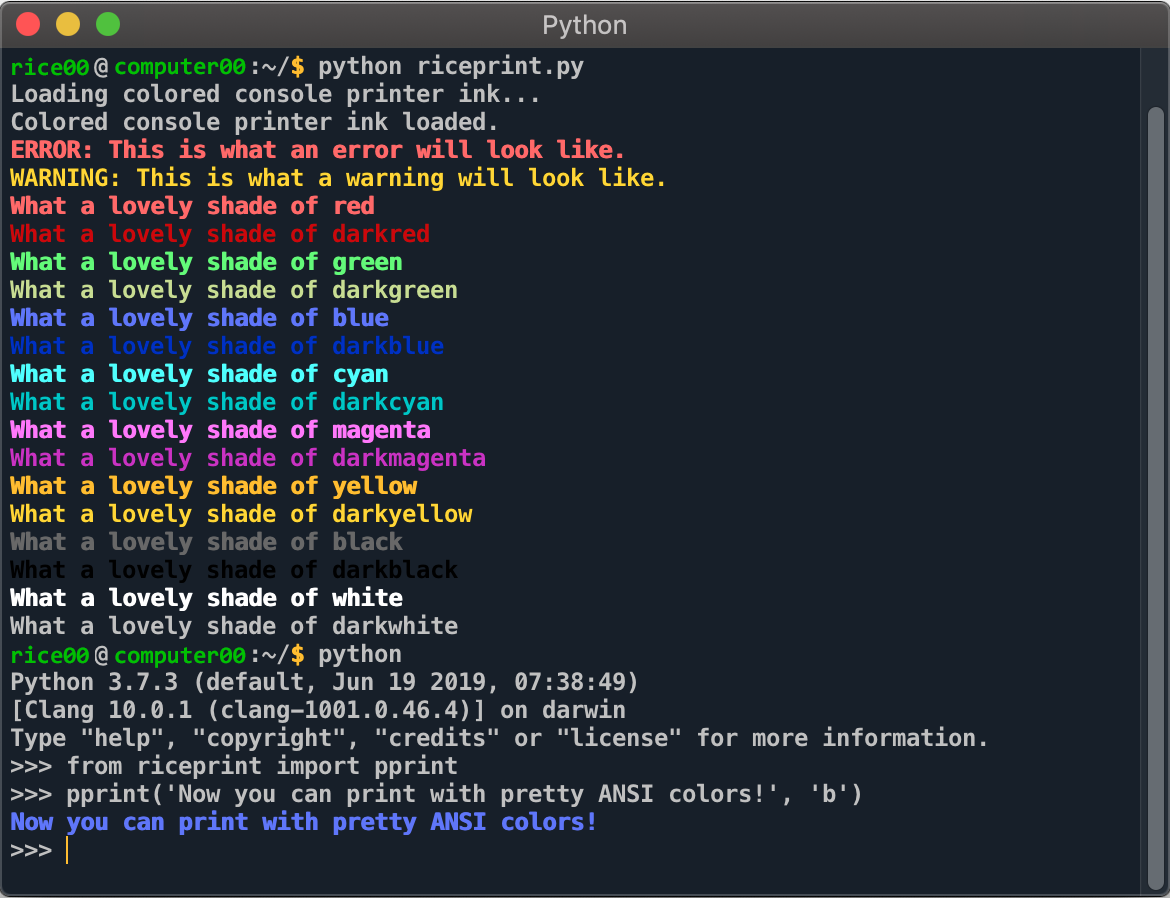 Python
rice00@computer00:~/$ python riceprint.py
Loading colored console printer ink...
Colored console printer ink loaded.
ERROR: This is what an error will look like.
WARNING: This is what a warning will look like.
What a lovely shade of red
What a lovely shade of darkred
What a lovely shade of green
What a lovely shade of darkgreen
What a lovely shade of blue
What a lovely shade of darkblue
What a lovely shade of cyan
What a lovely shade of darkcyan
What a lovely shade of magenta
What a lovely shade of darkmagenta
What a lovely shade of yellow
What a lovely shade of darkyellow
What a lovely shade of black
What a lovely shade of darkblack
What a lovely shade of white
What a lovely shade of darkwhite
rice00@computer00:~/$ python
Python 3.7.3 (default, Jun 19 2019, 07:38:49)
[Clang 10.0.1 (clang-1001.0.46.4)] on darwin
Type "help", "copyright", "credits" or "license" for more information.
>>> from riceprint import pprint
>>> pprint('Now you can print with pretty ANSI colors!', 'b')
Now you can print with pretty ANSI colors!
>>>